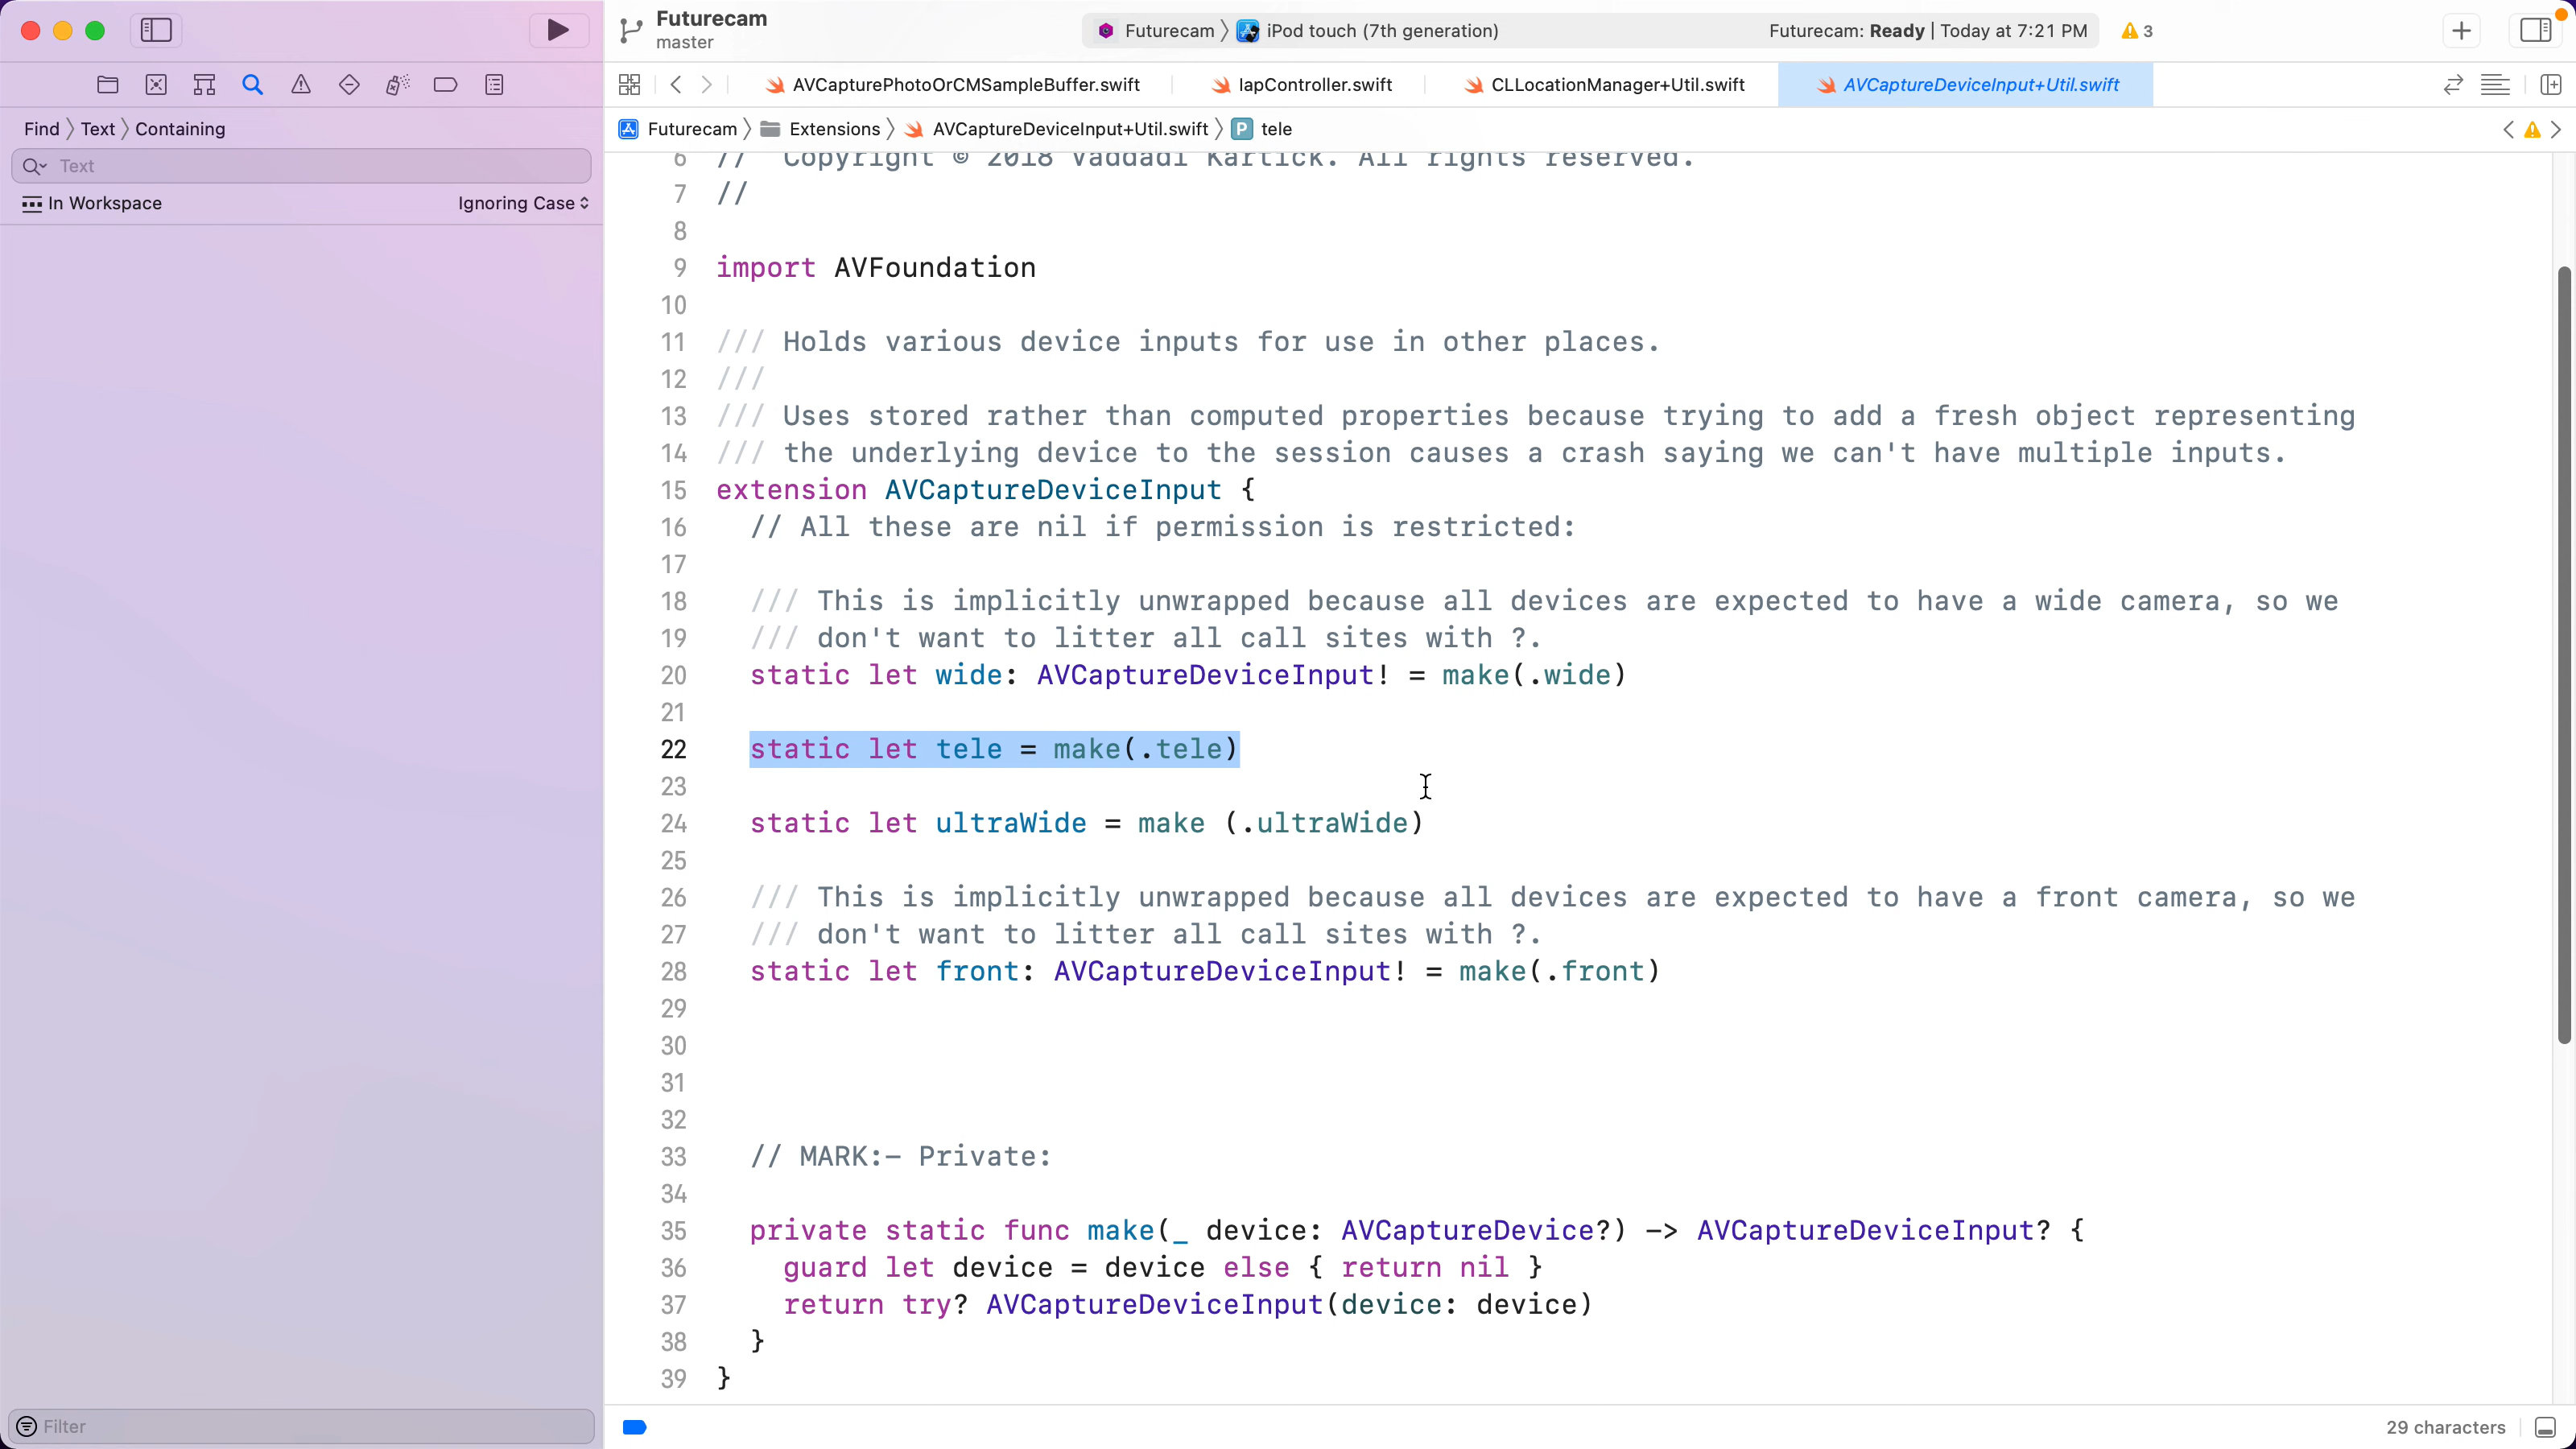 Futurecam
master
Futurecam 〉 iPod touch (7th generation)
Futurecam: Ready | Today at 7:21 PM
3
AVCapturePhotoOrCMSampleBuffer.swift
IapController.swift
CLLocationManager+Util.swift
AVCaptureDeviceInput+Util.swift
Find 〉 Text 〉 Containing
Futurecam 〉 Extensions 〉 AVCaptureDeviceInput+Util.swift 〉 P tele
Text
In Workspace
Ignoring Case
6 //  Copyright © 2018 Vaddadi Kartick. All rights reserved.
7 //
8
9 import AVFoundation
10
11 /// Holds various device inputs for use in other places.
12 ///
13 /// Uses stored rather than computed properties because trying to add a fresh object representing
14 /// the underlying device to the session causes a crash saying we can't have multiple inputs.
15 extension AVCaptureDeviceInput {
16   // All these are nil if permission is restricted:
17
18   /// This is implicitly unwrapped because all devices are expected to have a wide camera, so we
19   /// don't want to litter all call sites with ?.
20   static let wide: AVCaptureDeviceInput! = make(.wide)
21
22   static let tele = make(.tele)
23
24   static let ultraWide = make (.ultraWide)
25
26   /// This is implicitly unwrapped because all devices are expected to have a front camera, so we
27   /// don't want to litter all call sites with ?.
28   static let front: AVCaptureDeviceInput! = make(.front)
29
30
31
32
33   // MARK:- Private:
34
35   private static func make(_ device: AVCaptureDevice?) -> AVCaptureDeviceInput? {
36     guard let device = device else { return nil }
37     return try? AVCaptureDeviceInput(device: device)
38   }
39 }
Filter
29 characters